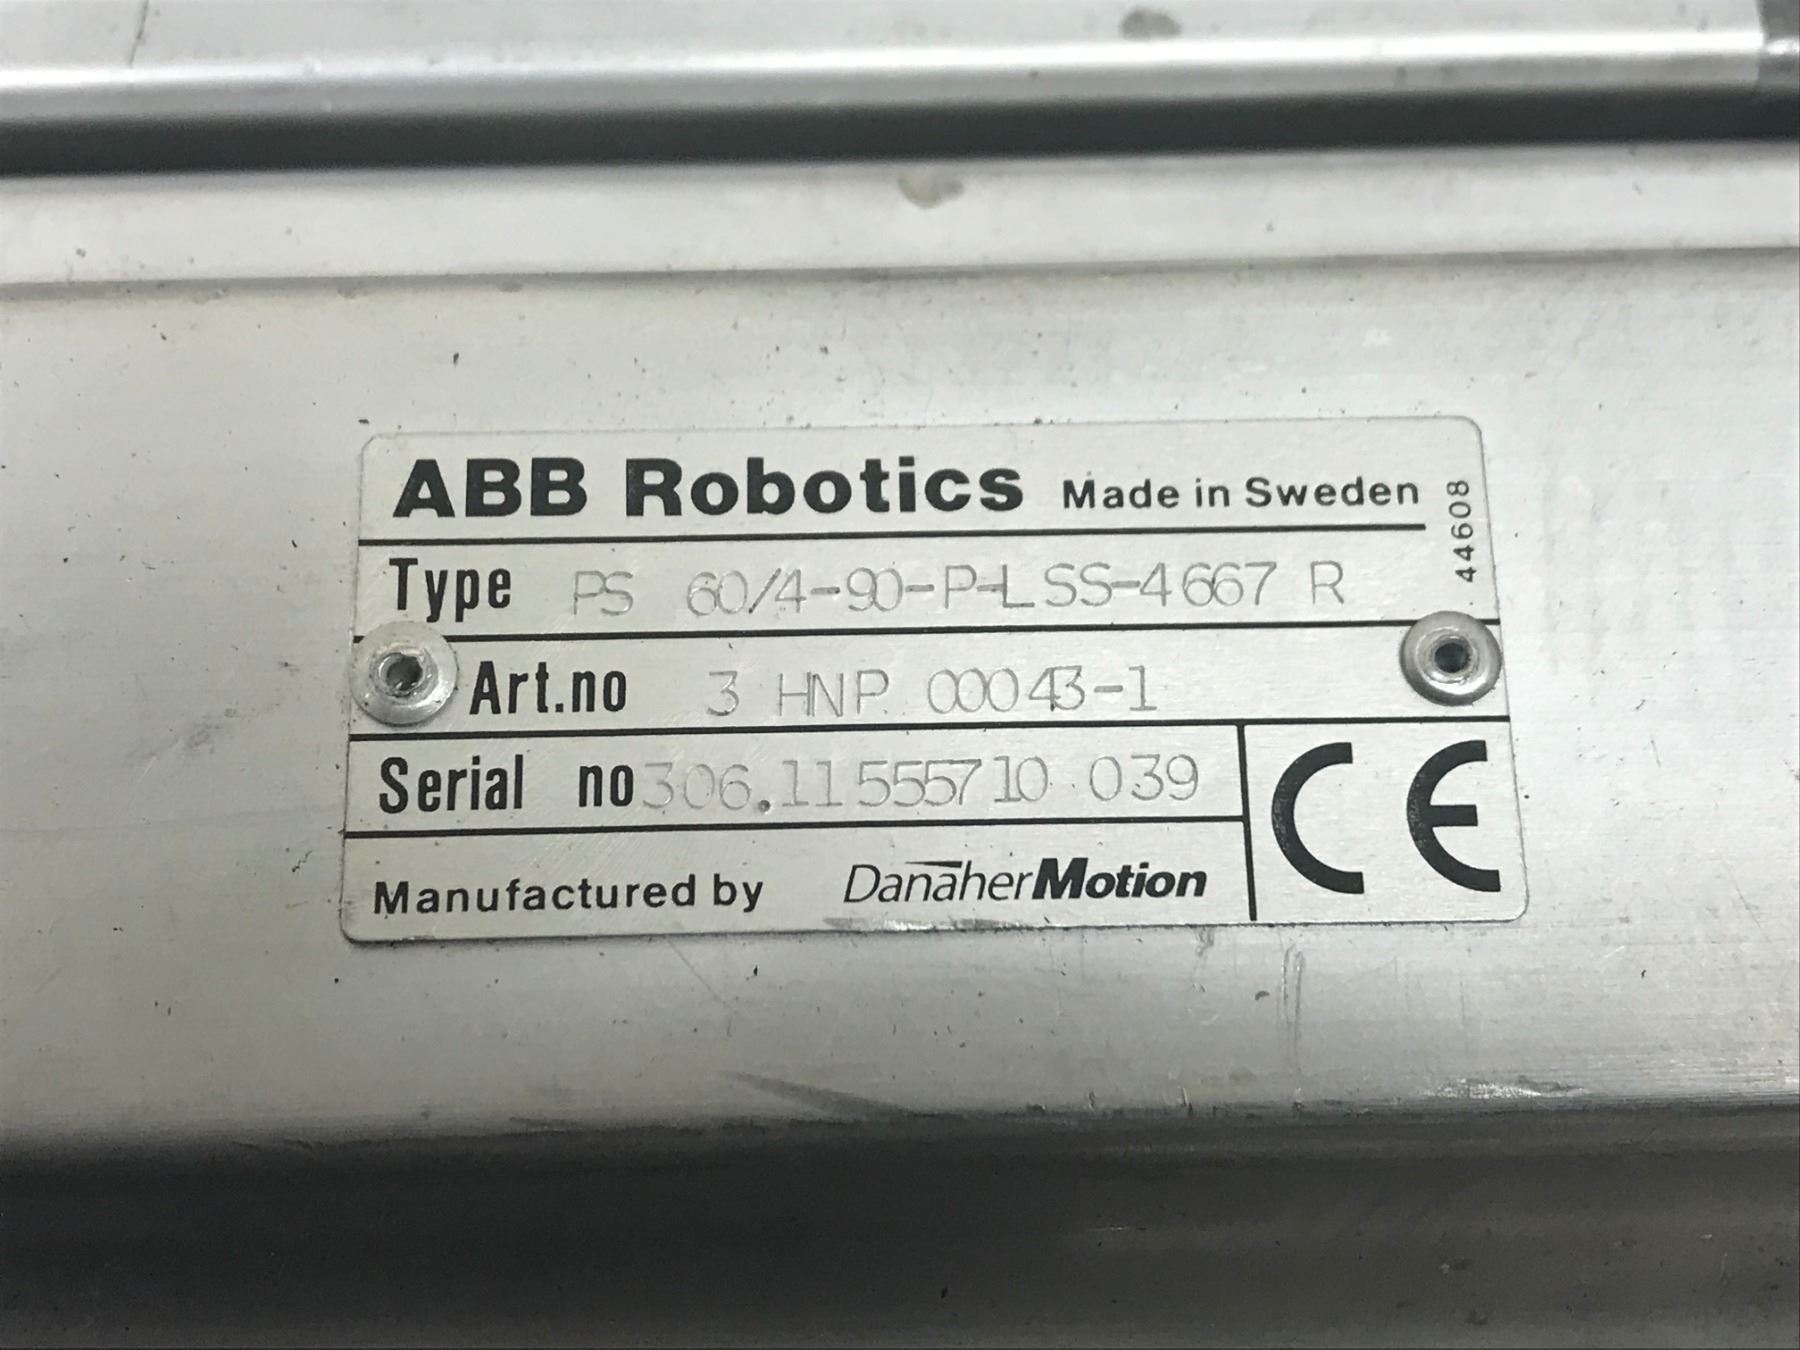 ABB Robotics Made in Sweden
44608
Type PS 60/4-90-P-LSS-4667 R
Art.no 3 HNP 00043-1
Serial no 306.11555710 039
Manufactured by DanaherMotion
CE